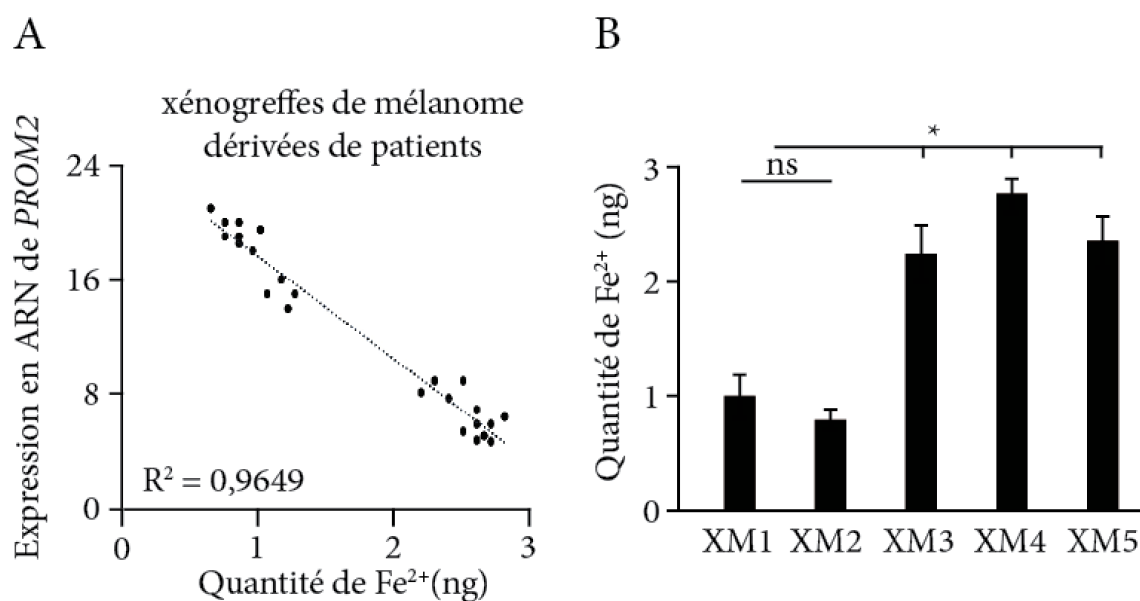 A
xénogreffes de mélanome
dérivées de patients
Expression en ARN de PROM2
24
16
8
0
R² = 0,9649
0 1 2 3
Quantité de Fe²⁺(ng)
B
*
ns
Quantité de Fe²⁺ (ng)
3
2
1
0
XM1 XM2 XM3 XM4 XM5